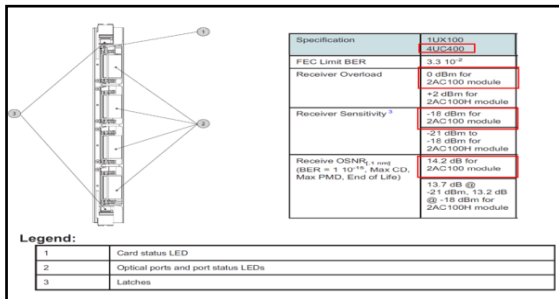 1
2
3
Specification
1UX100
4UC400
FEC Limit BER
3.3 10-2
Receiver Overload
0 dBm for
2AC100 module
+2 dBm for
2AC100H module
Receiver Sensitivity 3
-18 dBm for
2AC100 module
-21 dBm to
-18 dBm for
2AC100H module
Receive OSNR[.1 nm]
(BER = 1 10-15, Max CD,
Max PMD, End of Life)
14.2 dB for
2AC100 module
13.7 dB @
-21 dBm, 13.2 dB
@ -18 dBm for
2AC100H module
Legend:
1 Card status LED
2 Optical ports and port status LEDs
3 Latches